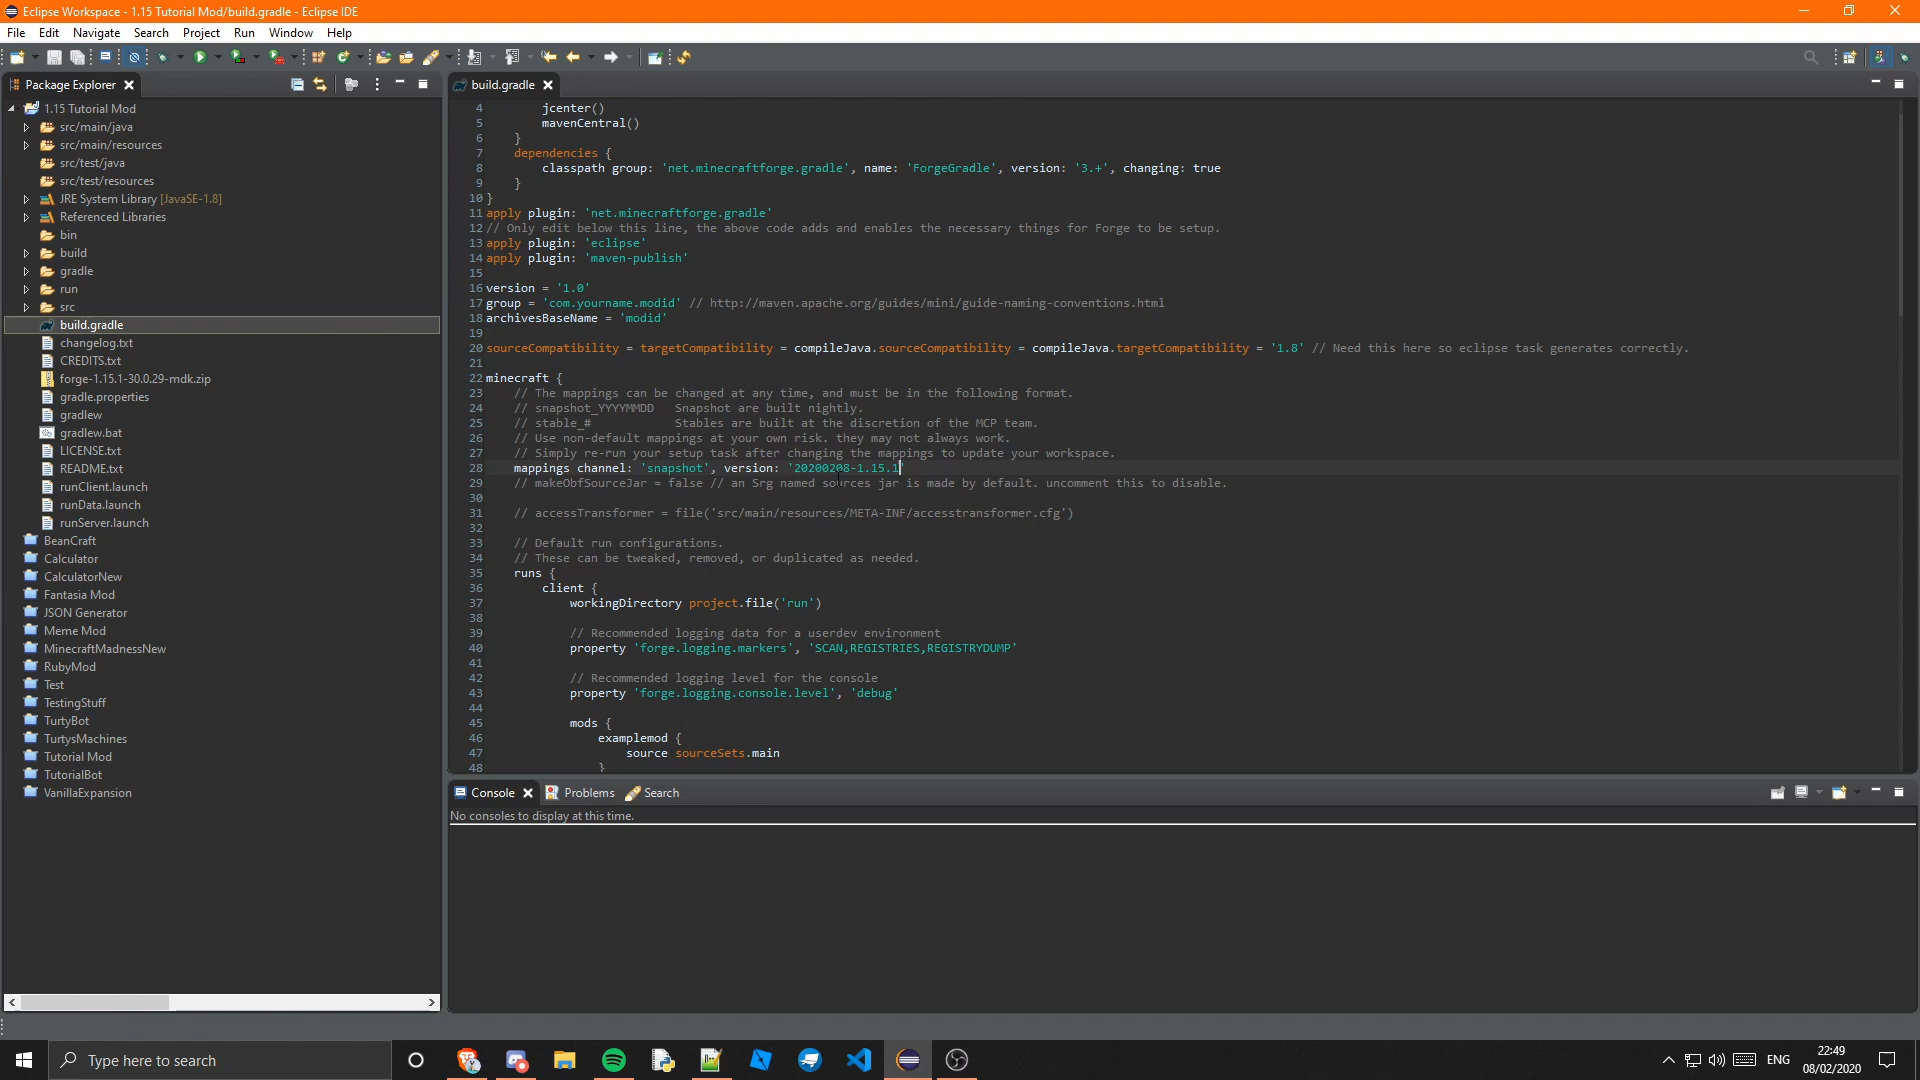 Eclipse Workspace - 1.15 Tutorial Mod/build.gradle - Eclipse IDE
File Edit Navigate Search Project Run Window Help
Package Explorer
1.15 Tutorial Mod
src/main/java
src/main/resources
src/test/java
src/test/resources
JRE System Library [JavaSE-1.8]
Referenced Libraries
bin
build
gradle
run
src
build.gradle
changelog.txt
CREDITS.txt
forge-1.15.1-30.0.29-mdk.zip
gradle.properties
gradlew
gradlew.bat
LICENSE.txt
README.txt
runClient.launch
runData.launch
runServer.launch
BeanCraft
Calculator
CalculatorNew
Fantasia Mod
JSON Generator
Meme Mod
MinecraftMadnessNew
RubyMod
Test
TestingStuff
TurtyBot
TurtysMachines
Tutorial Mod
TutorialBot
VanillaExpansion
build.gradle
4 jcenter()
5 mavenCentral()
6 }
7 dependencies {
8 classpath group: 'net.minecraftforge.gradle', name: 'ForgeGradle', version: '3.+', changing: true
9 }
10 }
11 apply plugin: 'net.minecraftforge.gradle'
12 // Only edit below this line, the above code adds and enables the necessary things for Forge to be setup.
13 apply plugin: 'eclipse'
14 apply plugin: 'maven-publish'
15
16 version = '1.0'
17 group = 'com.yourname.modid' // http://maven.apache.org/guides/mini/guide-naming-conventions.html
18 archivesBaseName = 'modid'
19
20 sourceCompatibility = targetCompatibility = compileJava.sourceCompatibility = compileJava.targetCompatibility = '1.8' // Need this here so eclipse task generates correctly.
21
22 minecraft {
23 // The mappings can be changed at any time, and must be in the following format.
24 // snapshot_YYYYMMDD Snapshot are built nightly.
25 // stable_# Stables are built at the discretion of the MCP team.
26 // Use non-default mappings at your own risk. they may not always work.
27 // Simply re-run your setup task after changing the mappings to update your workspace.
28 mappings channel: 'snapshot', version: '20200208-1.15.1'
29 // makeObfSourceJar = false // an Srg named sources jar is made by default. uncomment this to disable.
30
31 // accessTransformer = file('src/main/resources/META-INF/accesstransformer.cfg')
32
33 // Default run configurations.
34 // These can be tweaked, removed, or duplicated as needed.
35 runs {
36 client {
37 workingDirectory project.file('run')
38
39 // Recommended logging data for a userdev environment
40 property 'forge.logging.markers', 'SCAN,REGISTRIES,REGISTRYDUMP'
41
42 // Recommended logging level for the console
43 property 'forge.logging.console.level', 'debug'
44
45 mods {
46 examplemod {
47 source sourceSets.main
48 }
Console Problems Search
No consoles to display at this time.
Type here to search
ENG
22:49
08/02/2020